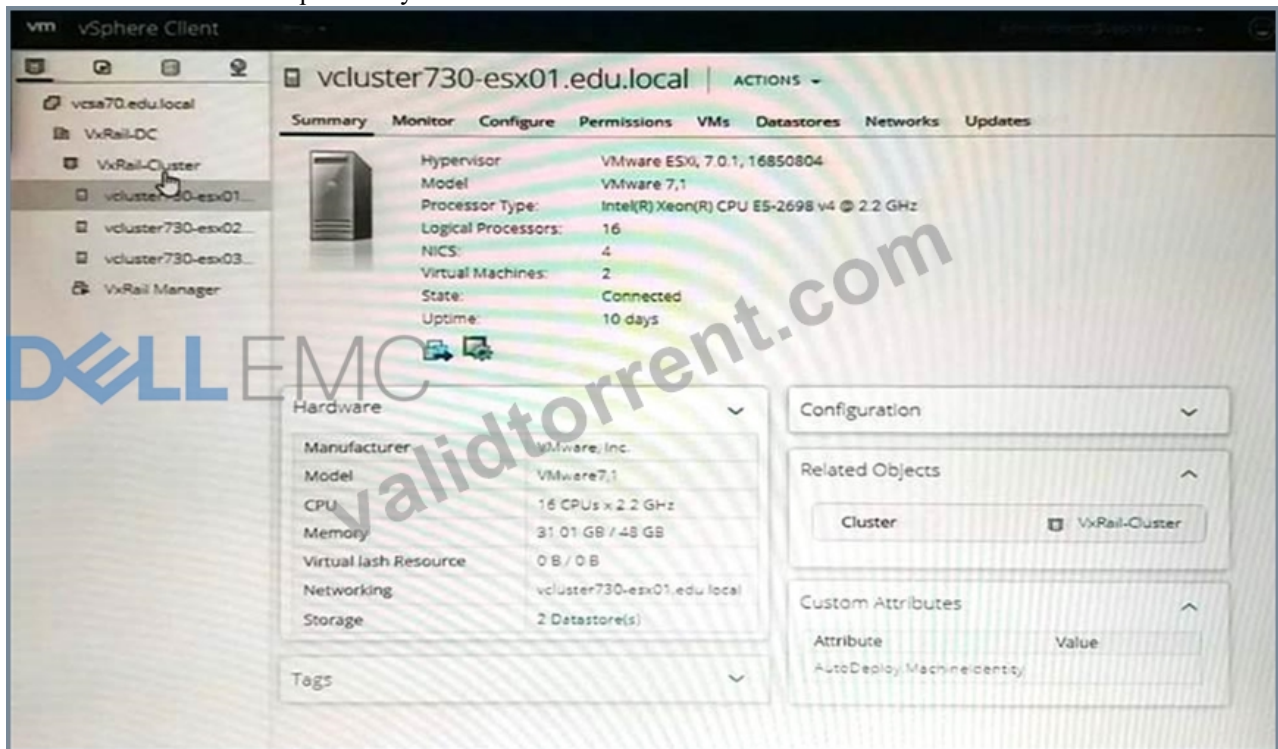 vm vSphere Client
vcluster730-esx01.edu.local ACTIONS
vcsa70.edu.local
VxRail-DC
VxRail-Cluster
vcluster730-esx01...
vcluster730-esx02...
vcluster730-esx03...
VxRail Manager
Summary Monitor Configure Permissions VMs Datastores Networks Updates
Hypervisor VMware ESXi, 7.0.1, 16850804
Model VMware 7,1
Processor Type: Intel(R) Xeon(R) CPU E5-2698 v4 @ 2.2 GHz
Logical Processors: 16
NICS: 4
Virtual Machines: 2
State: Connected
Uptime: 10 days
DELLEMC
validtorrent.com
Hardware
Manufacturer VMware, Inc.
Model VMware7,1
CPU 16 CPUs x 2.2 GHz
Memory 31.01 GB / 48 GB
Virtual lash Resource 0 B / 0 B
Networking vcluster730-esx01.edu.local
Storage 2 Datastore(s)
Tags
Configuration
Related Objects
Cluster VxRail-Cluster
Custom Attributes
Attribute Value
AutoDeploy.MachineIdentity